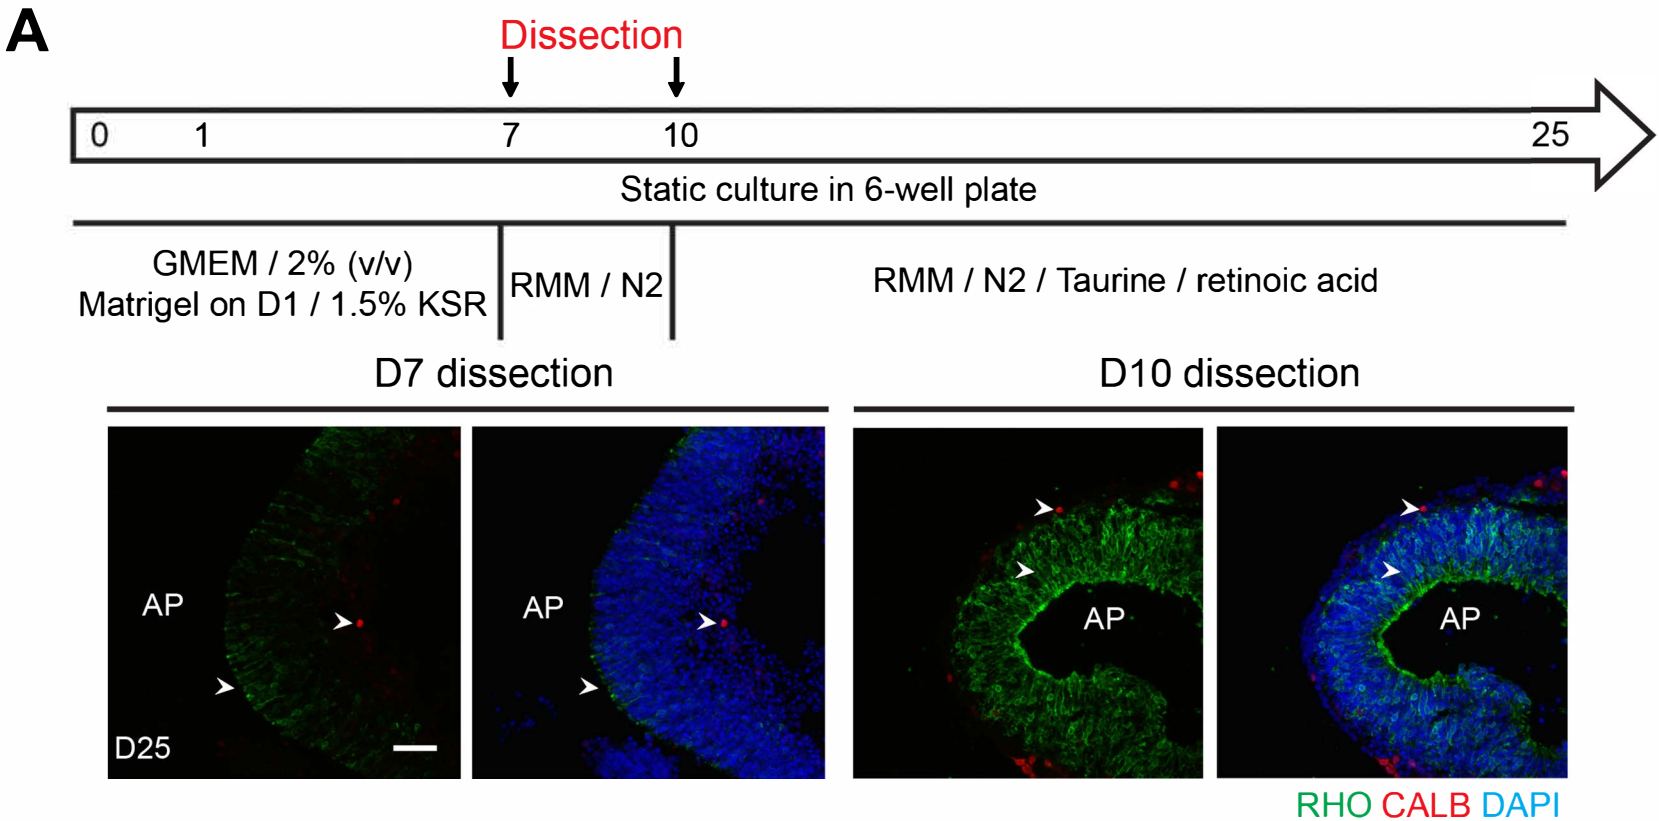 A
Dissection
0 1 7 10 25
Static culture in 6-well plate
GMEM / 2% (v/v)
Matrigel on D1 / 1.5% KSR
RMM / N2
RMM / N2 / Taurine / retinoic acid
D7 dissection
D10 dissection
AP
D25
AP
AP
AP
RHO CALB DAPI